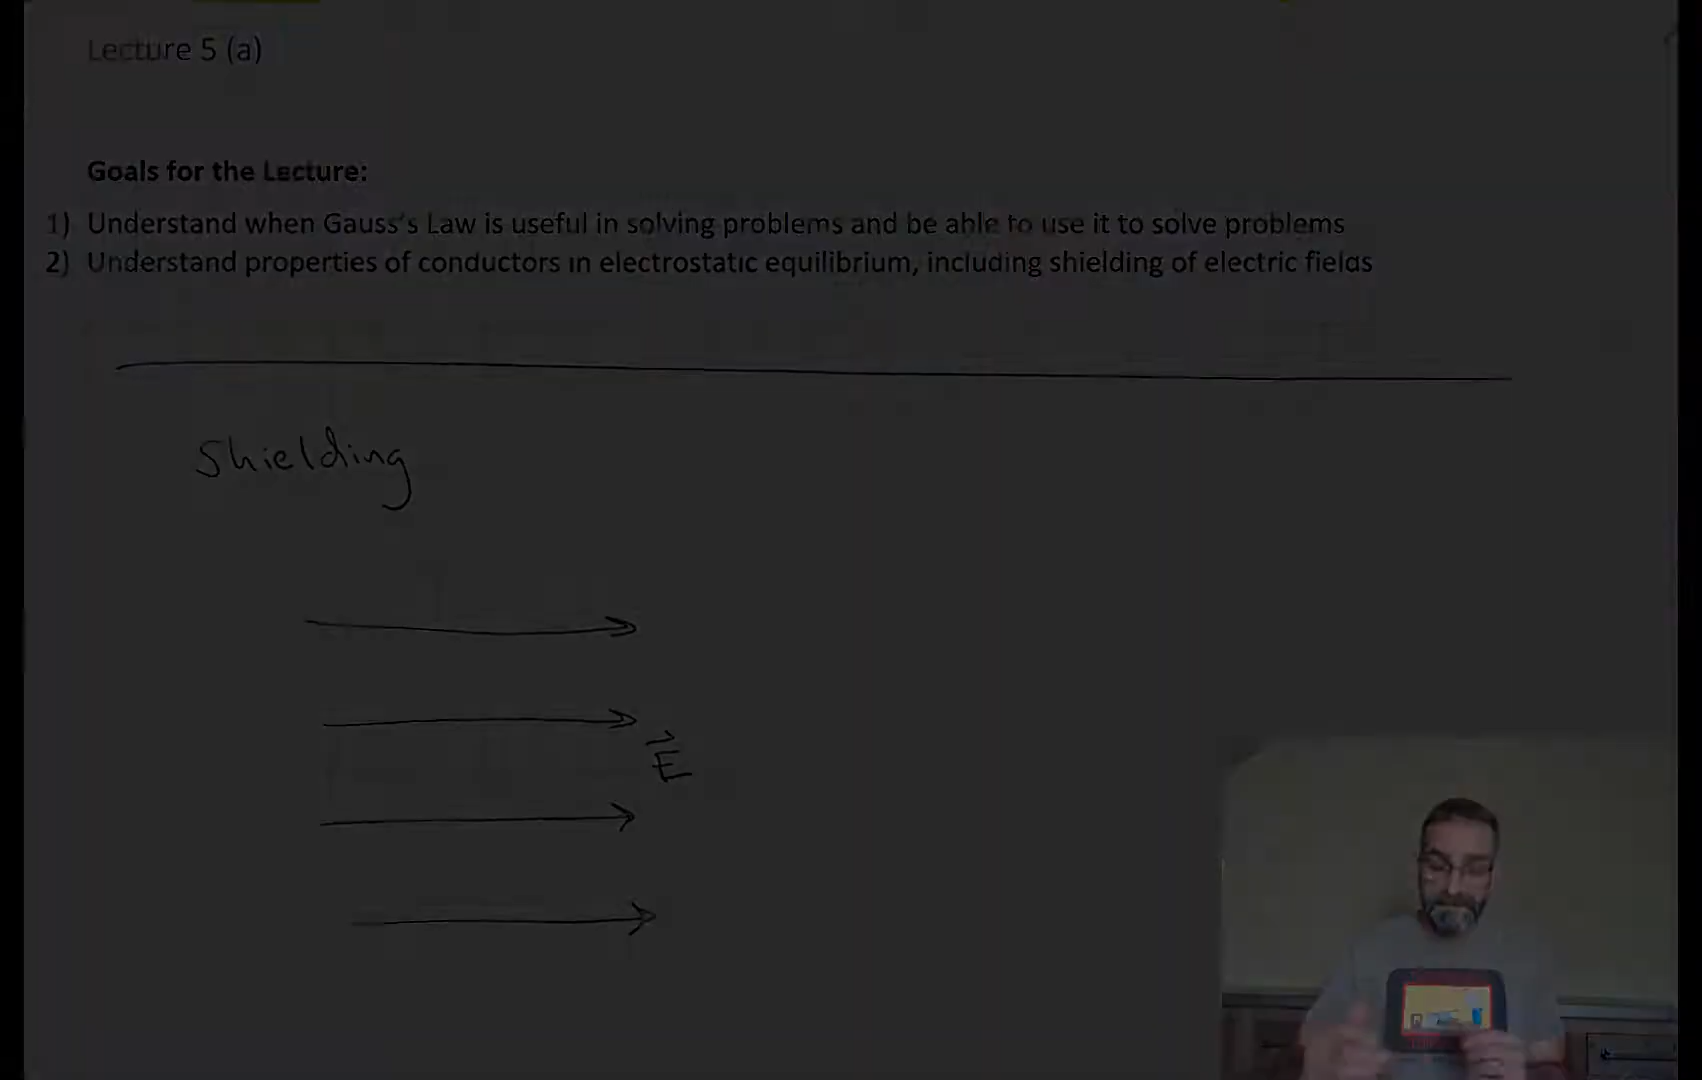 Lecture 5 (a)
Goals for the Lecture:
1) Understand when Gauss's Law is useful in solving problems and be able to use it to solve problems
2) Understand properties of conductors in electrostatic equilibrium, including shielding of electric fields
Shielding
E